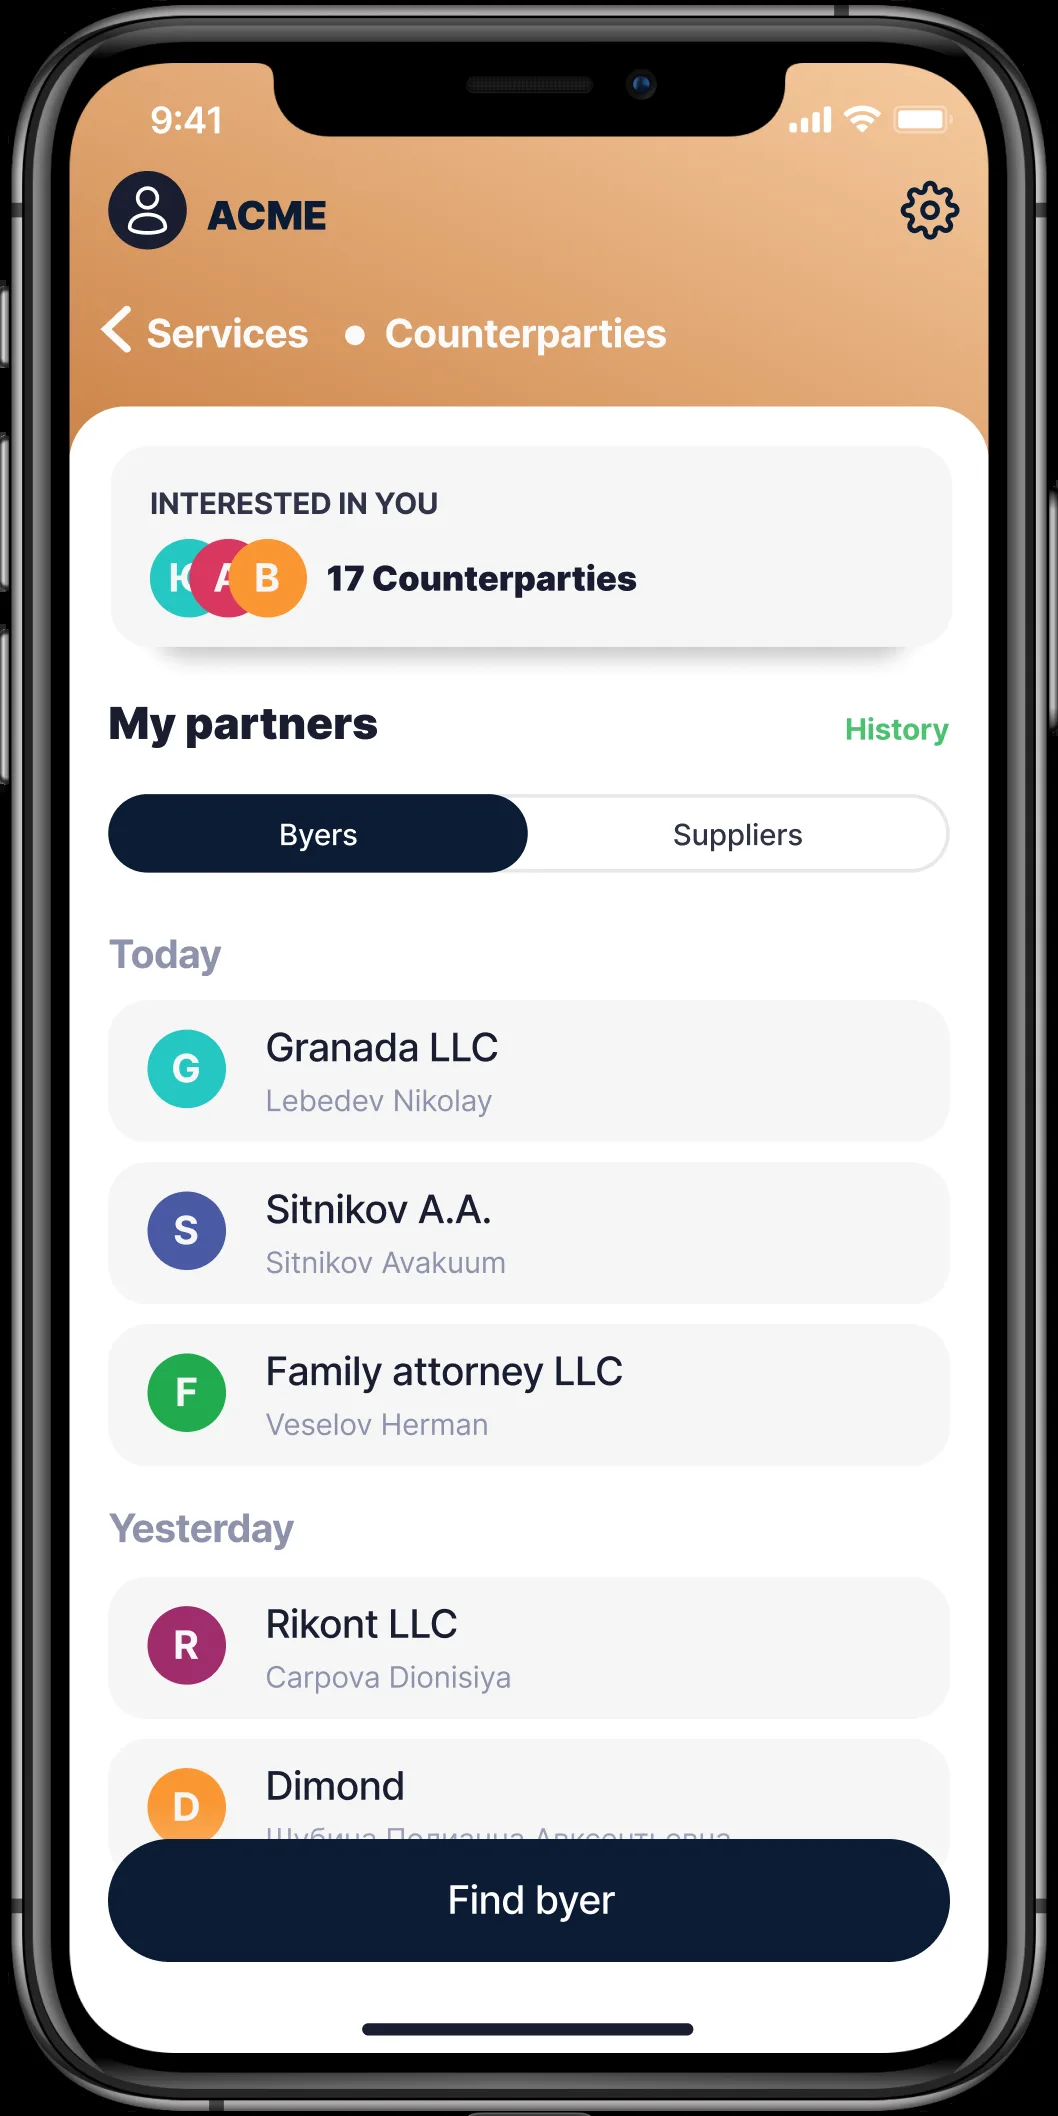 9:41
ACME
Services
Counterparties
INTERESTED IN YOU
A B
17 Counterparties
My partners
History
Byers
Suppliers
Today
G
Granada LLC
Lebedev Nikolay
S
Sitnikov A.A.
Sitnikov Avakuum
F
Family attorney LLC
Veselov Herman
Yesterday
R
Rikont LLC
Carpova Dionisiya
D
Dimond
Find byer